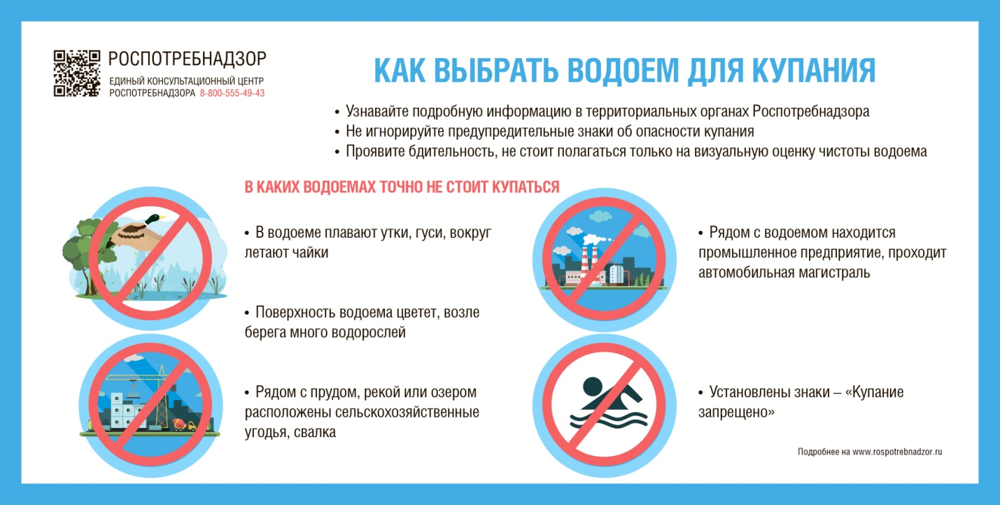 РОСПОТРЕБНАДЗОР
ЕДИНЫЙ КОНСУЛЬТАЦИОННЫЙ ЦЕНТР
РОСПОТРЕБНАДЗОРА 8-800-555-49-43
КАК ВЫБРАТЬ ВОДОЕМ ДЛЯ КУПАНИЯ
• Узнавайте подробную информацию в территориальных органах Роспотребнадзора
• Не игнорируйте предупредительные знаки об опасности купания
• Проявите бдительность, не стоит полагаться только на визуальную оценку чистоты водоема
В КАКИХ ВОДОЕМАХ ТОЧНО НЕ СТОИТ КУПАТЬСЯ
• В водоеме плавают утки, гуси, вокруг
летают чайки
• Поверхность водоема цветет, возле
берега много водорослей
• Рядом с прудом, рекой или озером
расположены сельскохозяйственные
угодья, свалка
• Рядом с водоемом находится
промышленное предприятие, проходит
автомобильная магистраль
• Установлены знаки – «Купание
запрещено»
Подробнее на www.rospotrebnadzor.ru